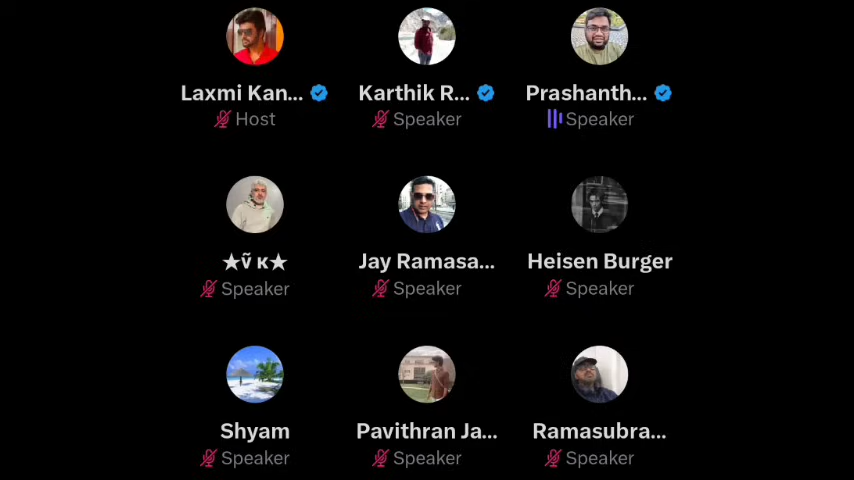 Laxmi Kan... Karthik R... Prashanth...
Host Speaker Speaker
★ṽ ĸ★ Jay Ramasa... Heisen Burger
Speaker Speaker Speaker
Shyam Pavithran Ja... Ramasubra...
Speaker Speaker Speaker